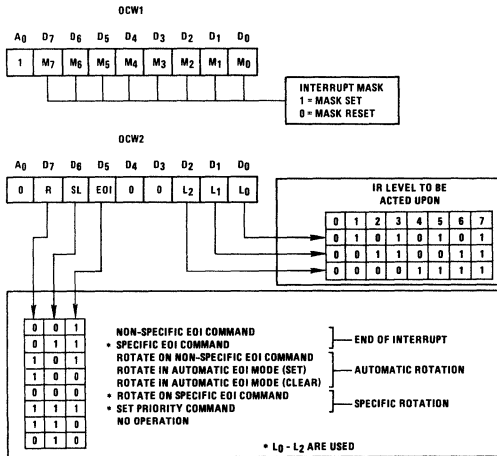 OCW1
A0 D7 D6 D5 D4 D3 D2 D1 D0
1 M7 M6 M5 M4 M3 M2 M1 M0
INTERRUPT MASK
1 = MASK SET
0 = MASK RESET
OCW2
A0 D7 D6 D5 D4 D3 D2 D1 D0
0 R SL EOI 0 0 L2 L1 L0
IR LEVEL TO BE
ACTED UPON
0 1 2 3 4 5 6 7
0 1 0 1 0 1 0 1
0 0 1 1 0 0 1 1
0 0 0 0 1 1 1 1
0 0 1 NON-SPECIFIC EOI COMMAND
0 1 1 * SPECIFIC EOI COMMAND
END OF INTERRUPT
1 0 1 ROTATE ON NON-SPECIFIC EOI COMMAND
1 0 0 ROTATE IN AUTOMATIC EOI MODE (SET)
0 0 0 ROTATE IN AUTOMATIC EOI MODE (CLEAR)
AUTOMATIC ROTATION
1 1 1 * ROTATE ON SPECIFIC EOI COMMAND
1 1 0 * SET PRIORITY COMMAND
SPECIFIC ROTATION
0 1 0 NO OPERATION
* L0 - L2 ARE USED